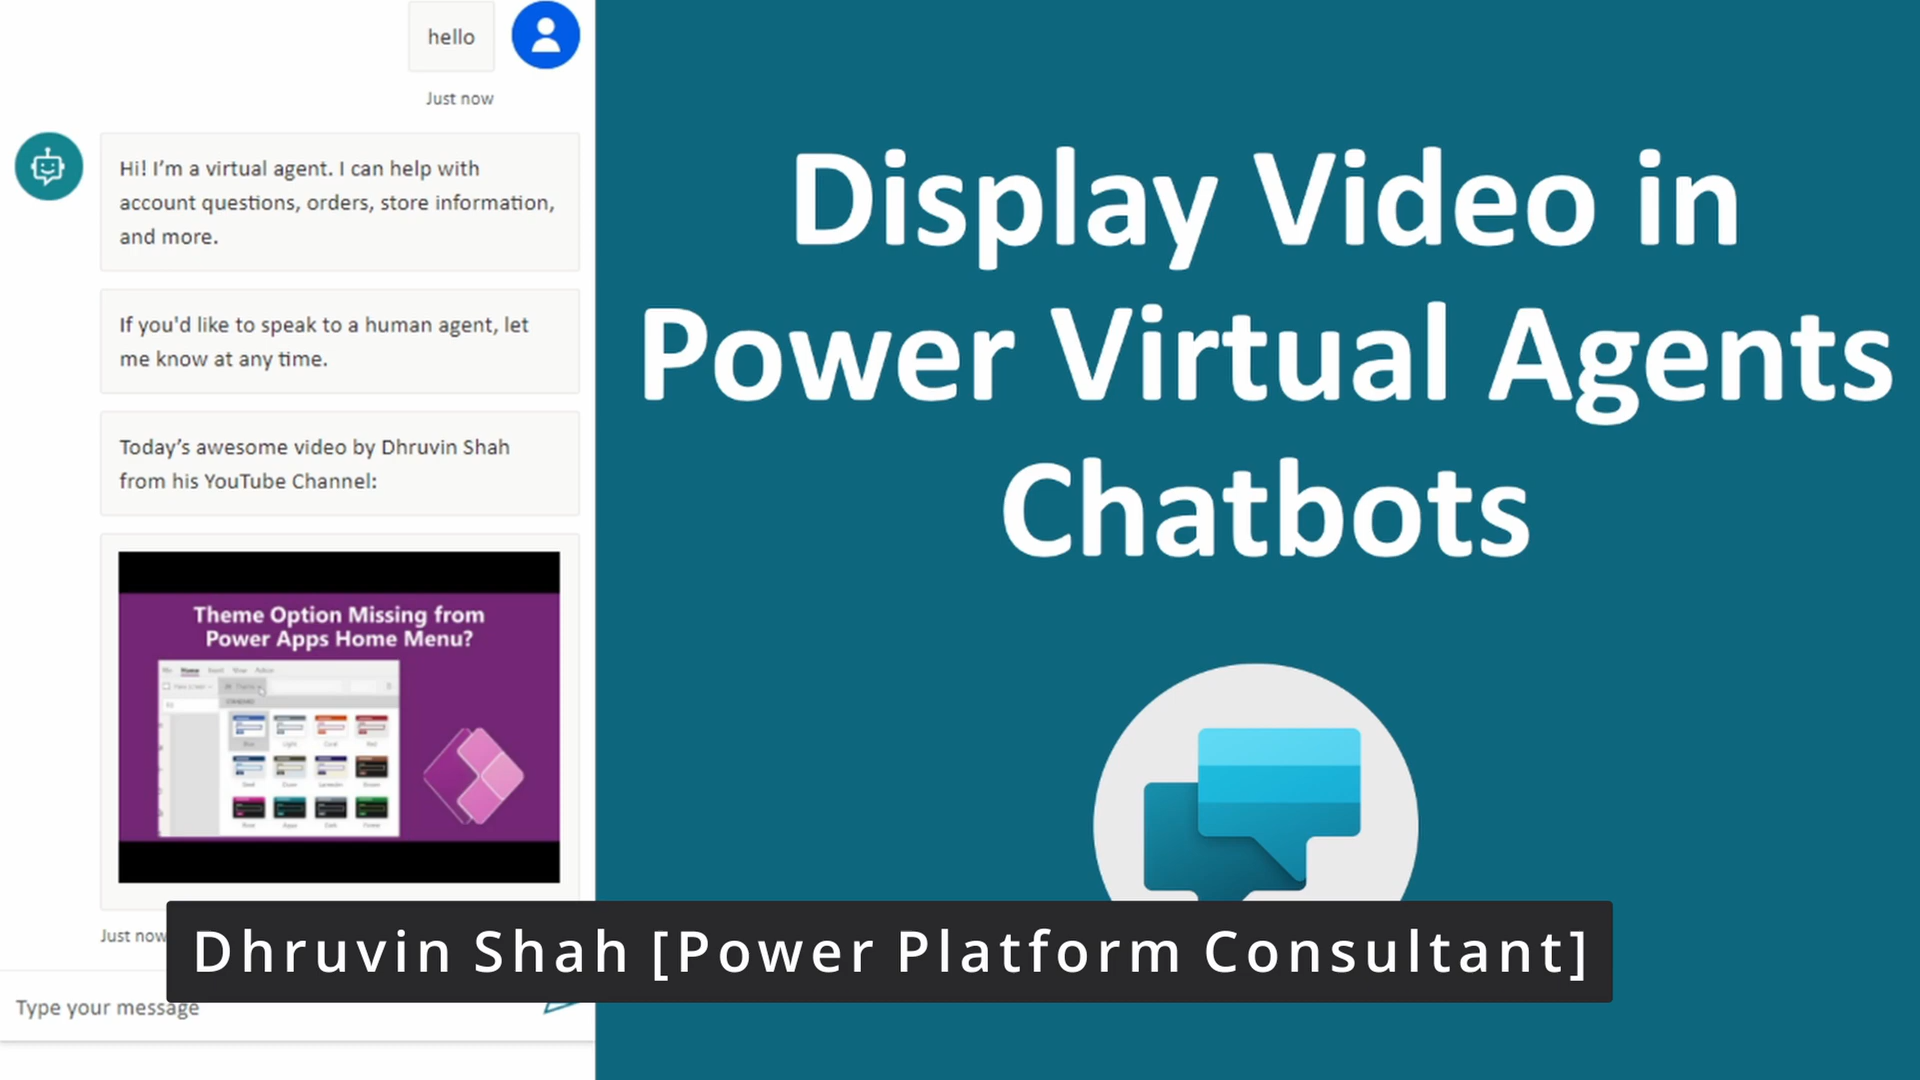 hello
Just now
Hi! I’m a virtual agent. I can help with
account questions, orders, store information,
and more.
If you'd like to speak to a human agent, let
me know at any time.
Today’s awesome video by Dhruvin Shah
from his YouTube Channel:
Theme Option Missing from
Power Apps Home Menu?
Home
Just now
Type your message
Display Video in
Power Virtual Agents
Chatbots
Dhruvin Shah [Power Platform Consultant]